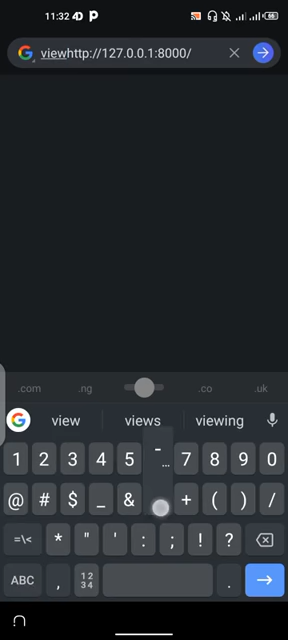 11:32 4D P 66
viewhttp://127.0.0.1:8000/
.com .ng .co .uk
view views viewing
1 2 3 4 5 - … 7 8 9 0
@ # $ _ & + ( ) /
=\< * " ' : ; ! ?
ABC , 12 34 .